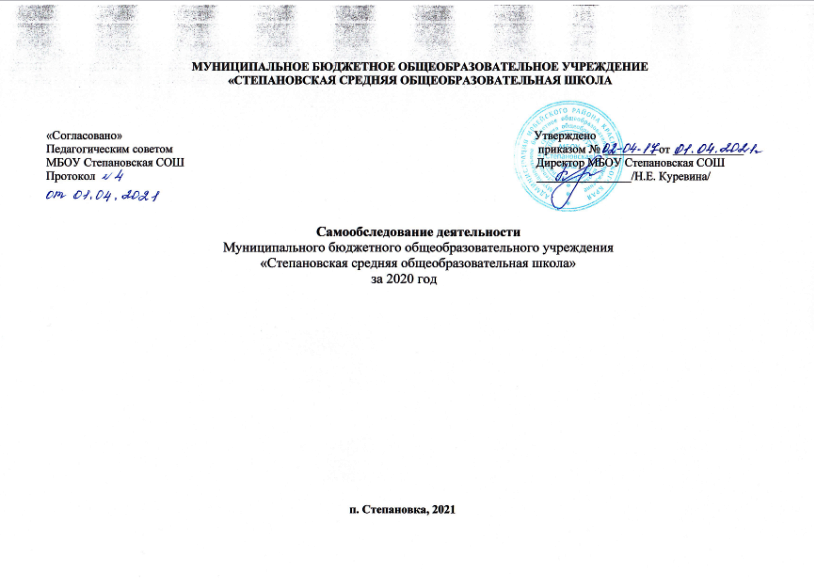 МУНИЦИПАЛЬНОЕ БЮДЖЕТНОЕ ОБЩЕОБРАЗОВАТЕЛЬНОЕ УЧРЕЖДЕНИЕ
«СТЕПАНОВСКАЯ СРЕДНЯЯ ОБЩЕОБРАЗОВАТЕЛЬНАЯ ШКОЛА
«Согласовано»
Педагогическим советом
МБОУ Степановская СОШ
Протокол №4
от 01.04.2021
Утверждено
приказом № 02-04-17 от 01.04.2021г
Директор МБОУ Степановская СОШ
/Н.Е. Куревина/
Самообследование деятельности
Муниципального бюджетного общеобразовательного учреждения
«Степановская средняя общеобразовательная школа»
за 2020 год
п. Степановка, 2021